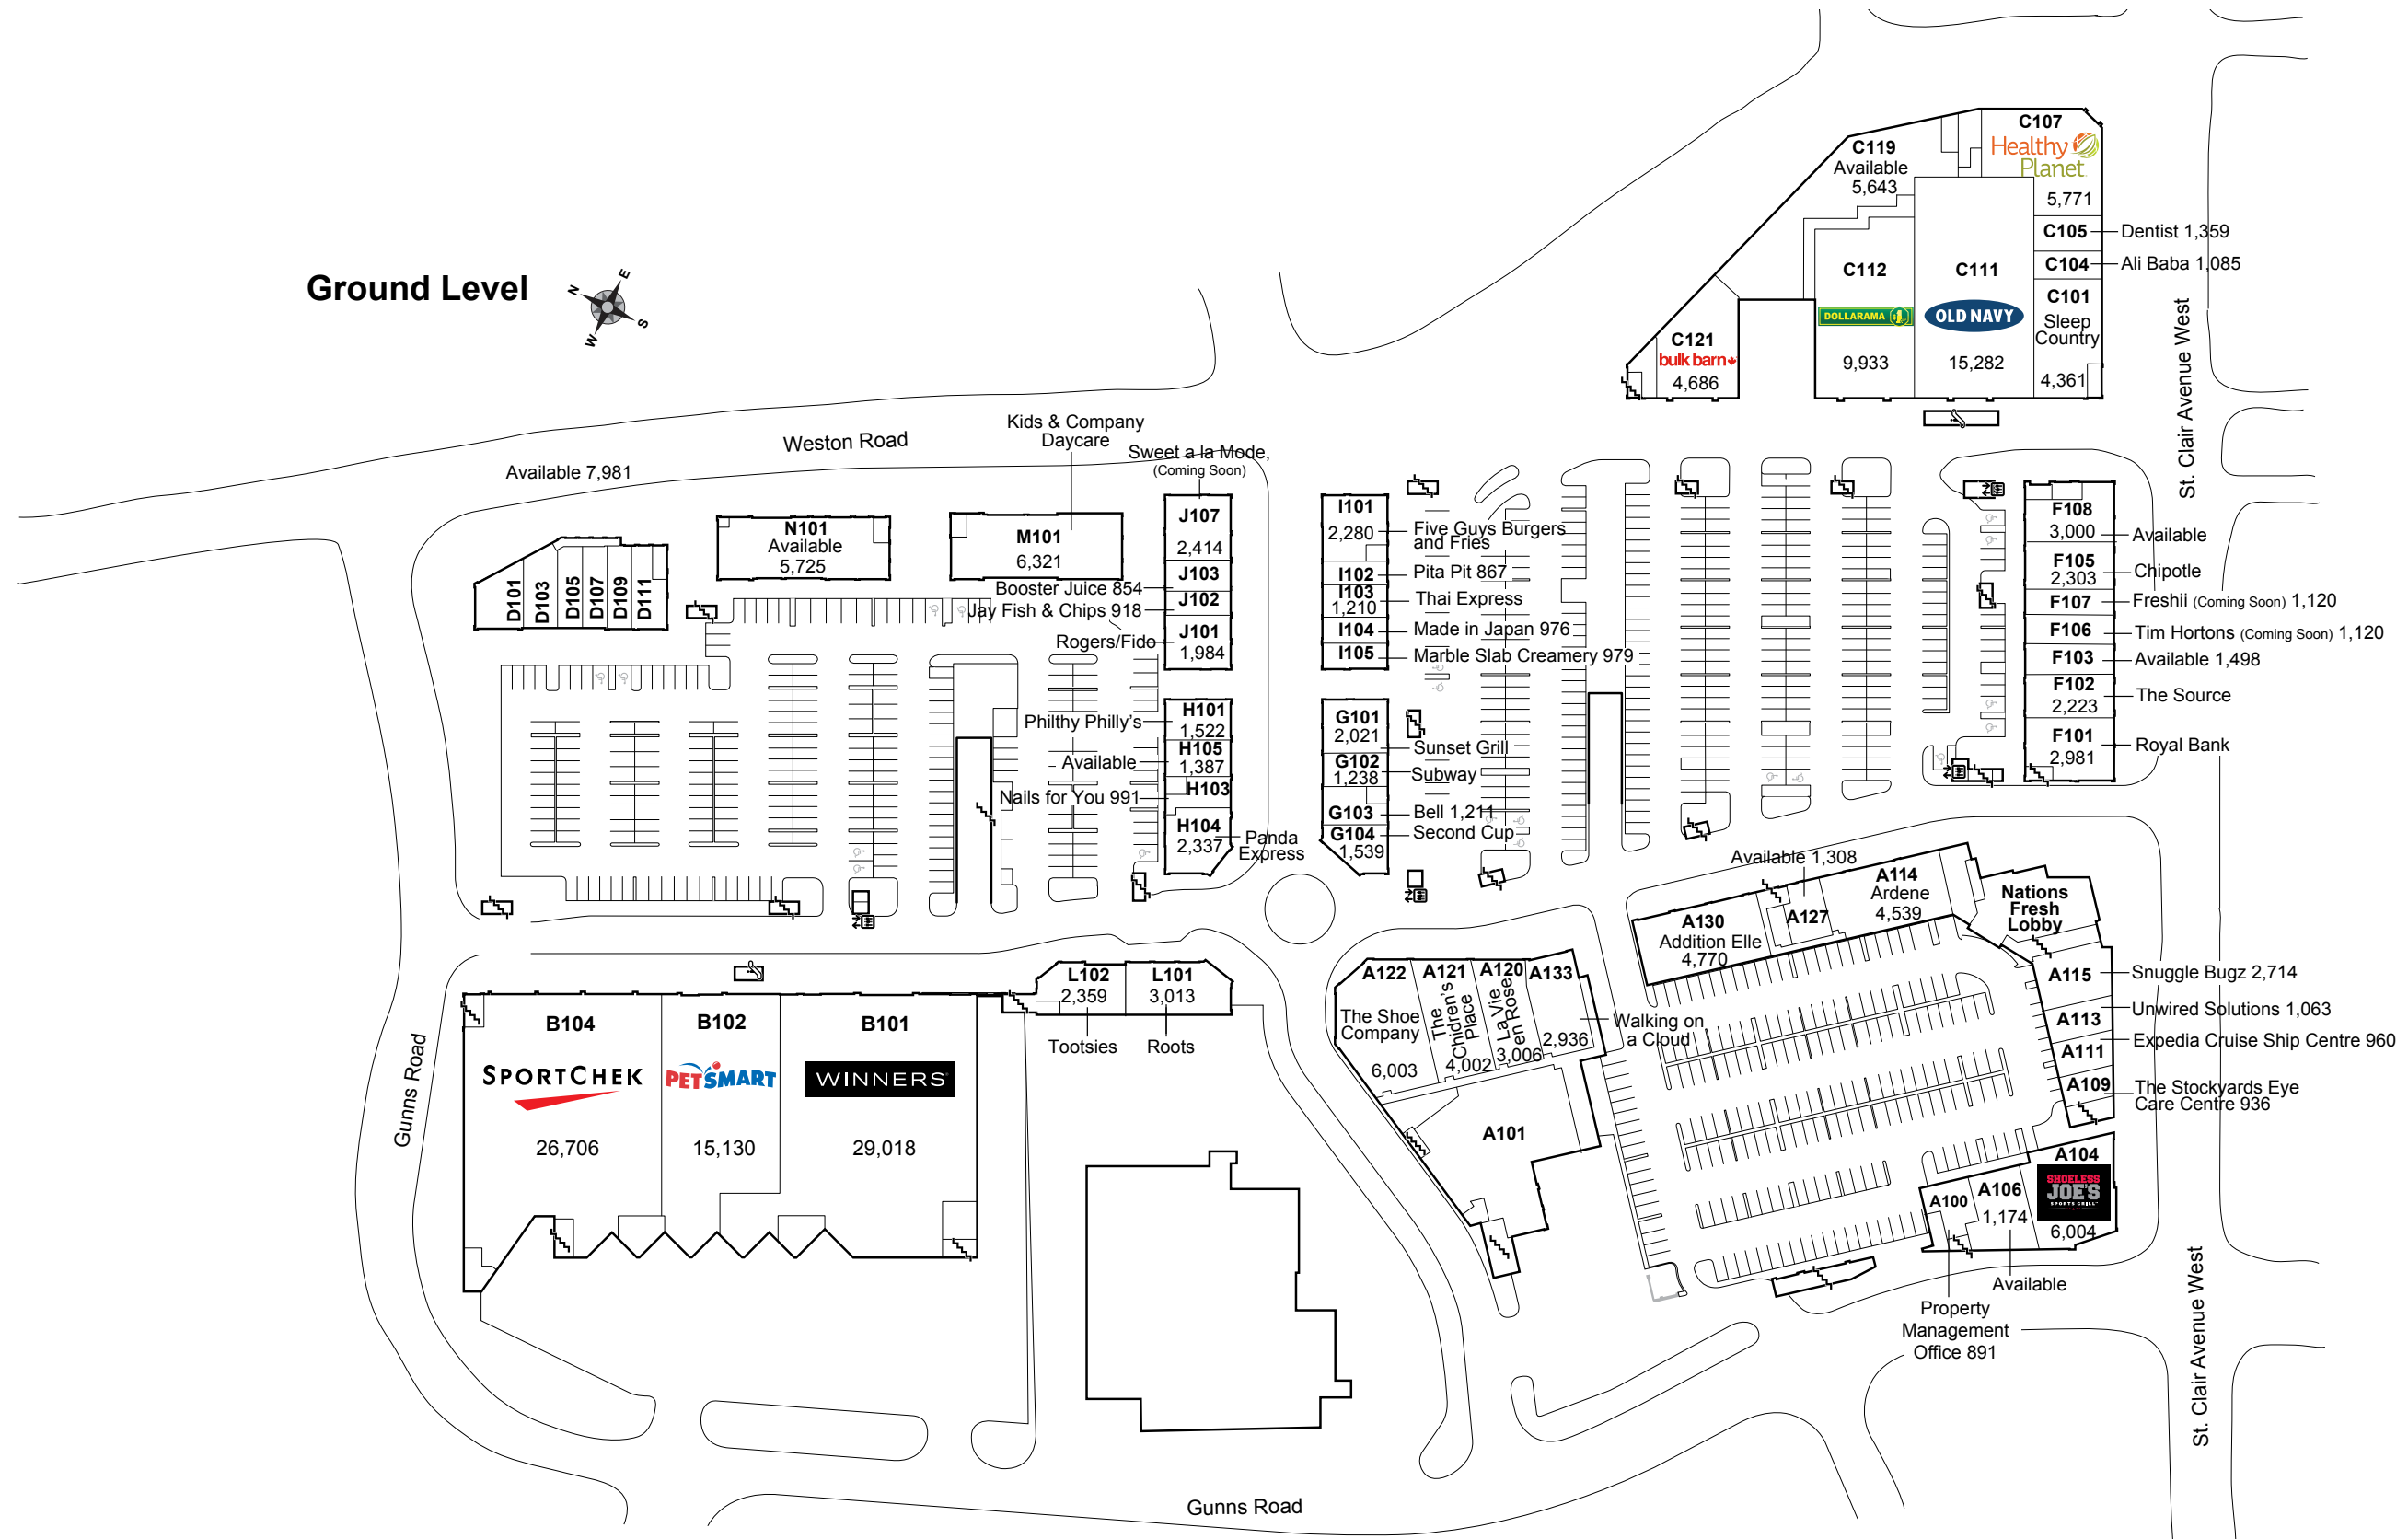 Ground Level
N
E
S
W
Weston Road
St. Clair Avenue West
C107
Healthy
Planet
5,771
C119
Available
5,643
C105
Dentist 1,359
C104
Ali Baba 1,085
C112
DOLLARAMA
9,933
C111
OLD NAVY
15,282
C101
Sleep
Country
4,361
C121
bulk barn
4,686
Available 7,981
D101
D103
D105
D107
D109
D111
N101
Available
5,725
Kids & Company
Daycare
M101
6,321
Sweet a la Mode,
(Coming Soon)
J107
2,414
J103
Booster Juice 854
J102
Jay Fish & Chips 918
J101
Rogers/Fido
1,984
I101
2,280
Five Guys Burgers
and Fries
I102
Pita Pit 867
I103
1,210
Thai Express
I104
Made in Japan 976
I105
Marble Slab Creamery 979
F108
3,000
Available
F105
2,303
Chipotle
F107
Freshii (Coming Soon) 1,120
F106
Tim Hortons (Coming Soon) 1,120
F103
Available 1,498
F102
2,223
The Source
F101
2,981
Royal Bank
H101
Philthy Philly's
1,522
H105
Available
1,387
H103
Nails for You 991
H104
2,337
Panda
Express
G101
2,021
Sunset Grill
G102
1,238
Subway
G103
Bell 1,211
G104
Second Cup
1,539
Available 1,308
A130
Addition Elle
4,770
A127
A114
Ardene
4,539
Nations
Fresh
Lobby
A115
Snuggle Bugz 2,714
Unwired Solutions 1,063
A113
Expedia Cruise Ship Centre 960
A111
A109
The Stockyards Eye
Care Centre 936
A122
The Shoe
Company
6,003
A121
The
Chidren's
Place
4,002
A120
La Vie
en Rose
3,006
A133
2,936
Walking on
a Cloud
A101
A104
SHOELESS
JOE'S
SPORTS GRILL
6,004
A106
1,174
Available
A100
Property
Management
Office 891
L102
2,359
Tootsies
L101
3,013
Roots
B104
SPORTCHEK
26,706
B102
PETSMART
15,130
B101
WINNERS
29,018
Gunns Road
Gunns Road
St. Clair Avenue West